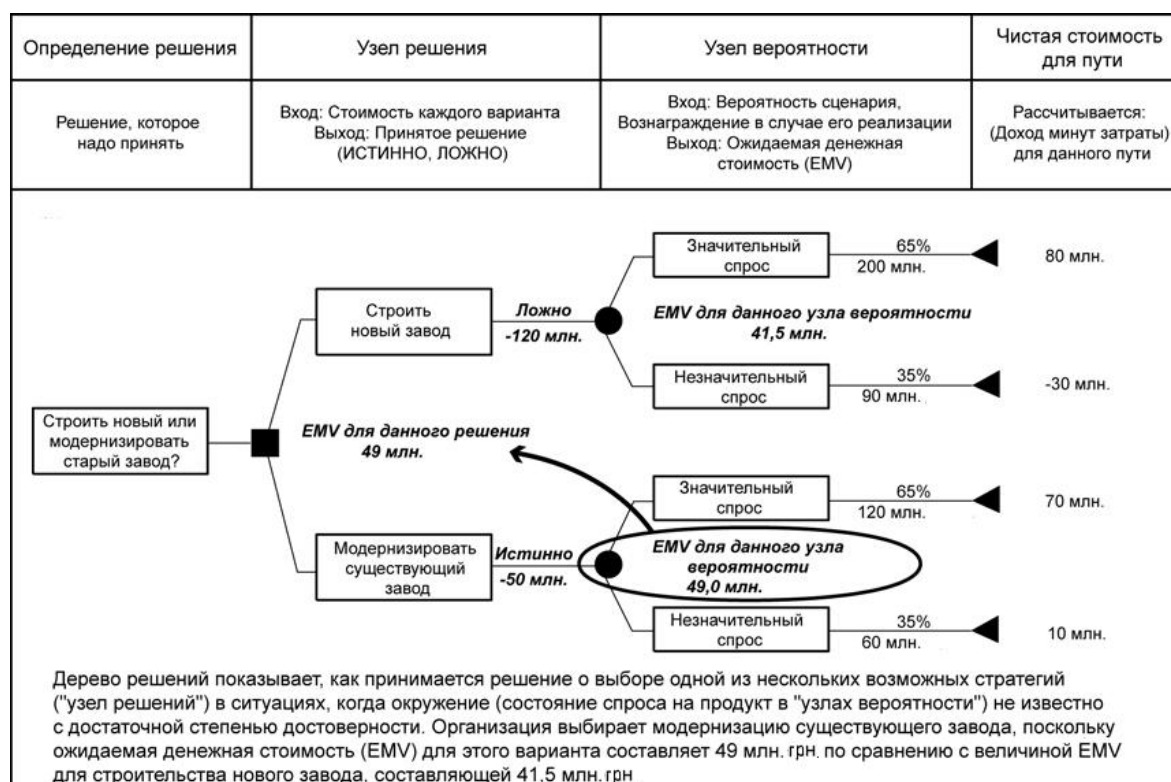 Определение решения
Узел решения
Узел вероятности
Чистая стоимость
для пути
Решение, которое
надо принять
Вход: Стоимость каждого варианта
Выход: Принятое решение
(ИСТИННО, ЛОЖНО)
Вход: Вероятность сценария,
Вознаграждение в случае его реализации
Выход: Ожидаемая денежная
стоимость (EMV)
Рассчитывается:
(Доход минут затраты)
для данного пути
Значительный
спрос
65%
200 млн.
80 млн.
Строить
новый завод
Ложно
-120 млн.
EMV для данного узла вероятности
41,5 млн.
Незначительный
спрос
35%
90 млн.
-30 млн.
Строить новый или
модернизировать
старый завод?
EMV для данного решения
49 млн.
Значительный
спрос
65%
120 млн.
70 млн.
Модернизировать
существующий
завод
Истинно
-50 млн.
EMV для данного узла
вероятности
49,0 млн.
Незначительный
спрос
35%
60 млн.
10 млн.
Дерево решений показывает, как принимается решение о выборе одной из нескольких возможных стратегий
("узел решений") в ситуациях, когда окружение (состояние спроса на продукт в "узлах вероятности") не известно
с достаточной степенью достоверности. Организация выбирает модернизацию существующего завода, поскольку
ожидаемая денежная стоимость (EMV) для этого варианта составляет 49 млн. грн. по сравнению с величиной EMV
для строительства нового завода, составляющей 41,5 млн. грн